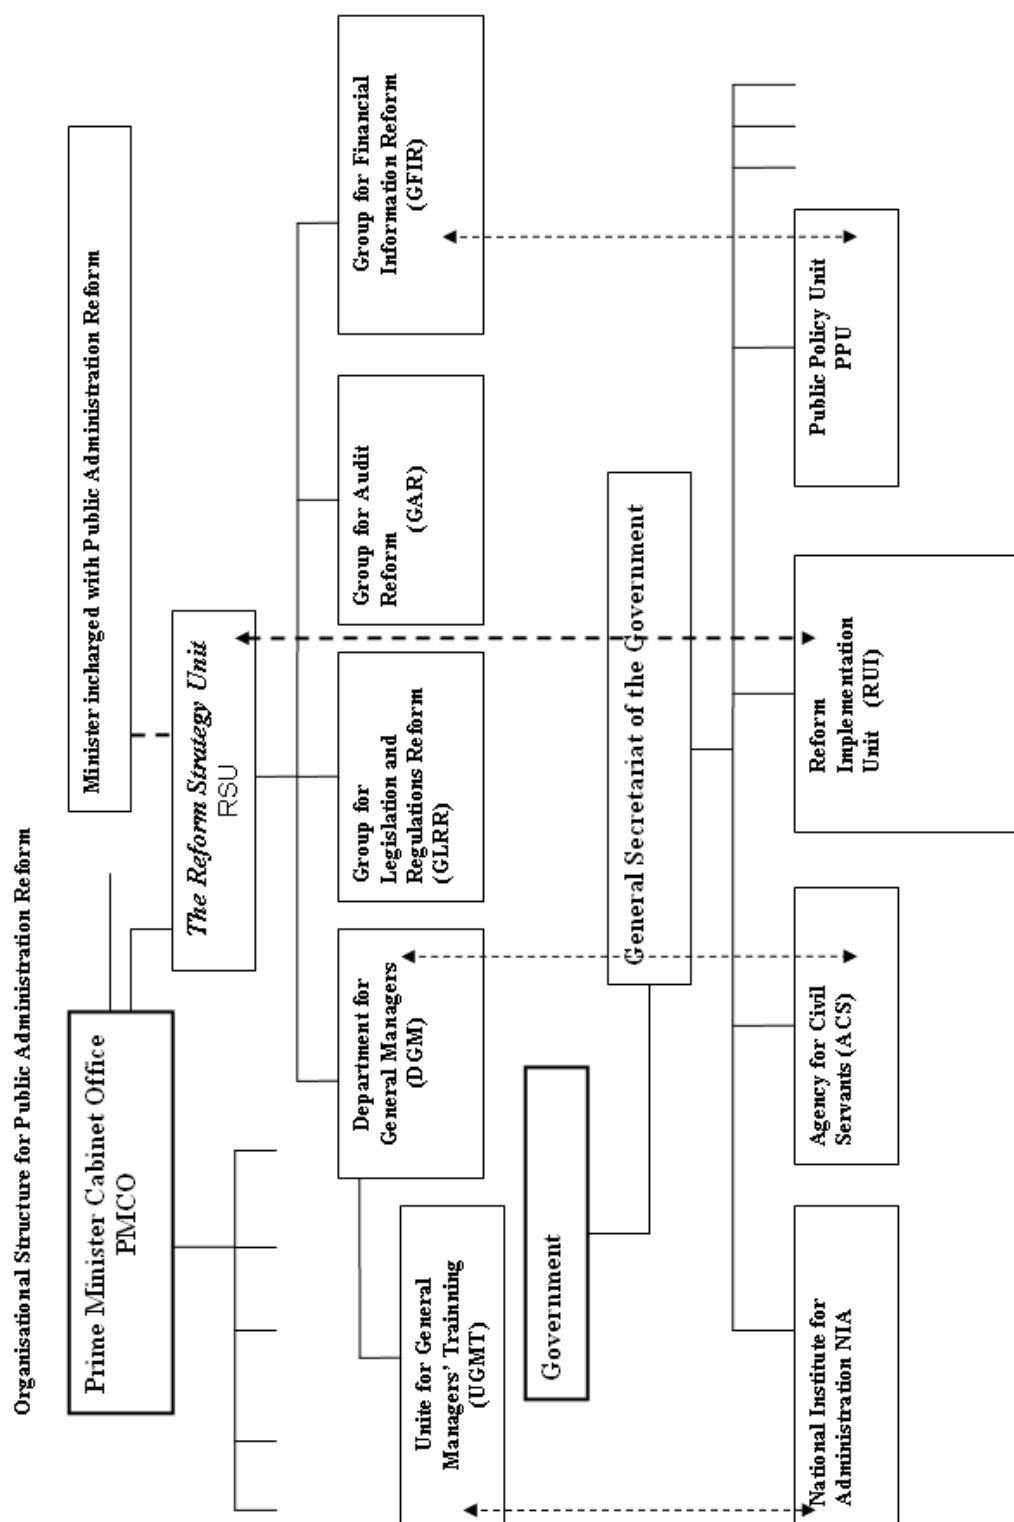 Organisational Structure for Public Administration Reform
Prime Minister Cabinet Office
PMCO
Minister incharged with Public Administration Reform
The Reform Strategy Unit
RSU
Department for
General Managers
(DGM)
Group for
Legislation and
Regulations Reform
(GLRR)
Group for Audit
Reform (GAR)
Group for Financial
Information Reform
(GFIR)
Unite for General
Managers' Trainning
(UGMT)
Government
General Secretariat of the Government
National Institute for
Administration NIA
Agency for Civil
Servants (ACS)
Reform
Implementation
Unit (RUI)
Public Policy Unit
PPU